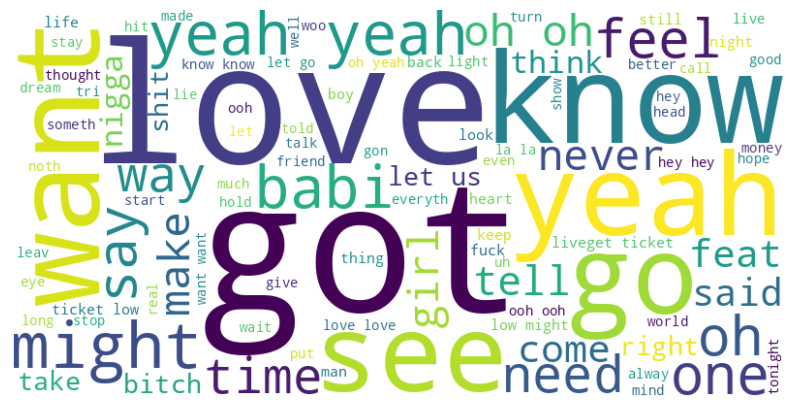 life
hit
made
yeah yeah
well
woo
oh oh
feel
turn
still
live
stay
want
nigga
shit
know know
let go
oh yeah
back
light
think
better
call
night
good
thought
dream
tri
lie
ooh
boy
love
know
show
hey
head
someth
let
told
talk
friend
gon
look
la la
even
never
hey hey
money
hope
noth
way
start
much
hold
babi
let us
everyth
heart
yeah
say
make
want want
got
thing
girl
keep
fuck
uh
tell
liveget ticket
go
feat
said
leav
eye
long
stop
ticket low
real
give
wait
love love
ooh ooh
low might
world
might
time
put
man
see
come
need
right
oh
one
alway
mind
tonight
take
bitch